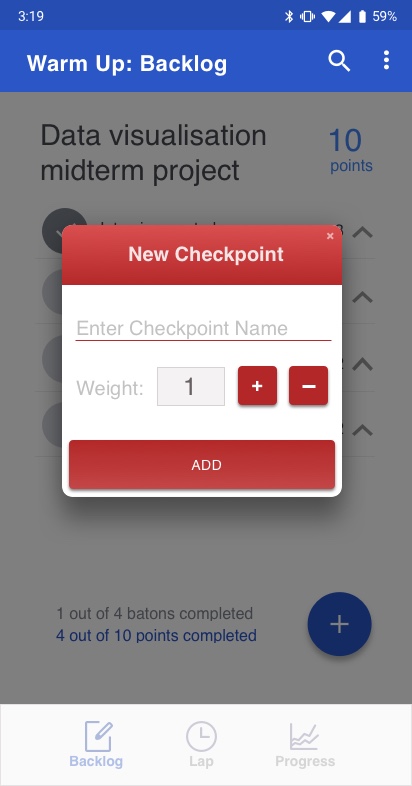 3:19
59%
Warm Up: Backlog
Data visualisation
midterm project
10
points
×
New Checkpoint
Enter Checkpoint Name
Weight: 1 + −
ADD
1 out of 4 batons completed
4 out of 10 points completed
+
Backlog Lap Progress